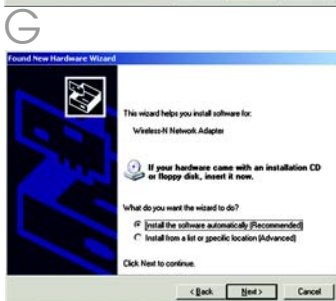 G
Found New Hardware Wizard
This wizard helps you install software for:
Wireless-N Network Adapter
If your hardware came with an installation CD
or floppy disk, insert it now.
What do you want the wizard to do?
Install the software automatically (Recommended)
Install from a list or specific location (Advanced)
Click Next to continue.
< Back Next > Cancel